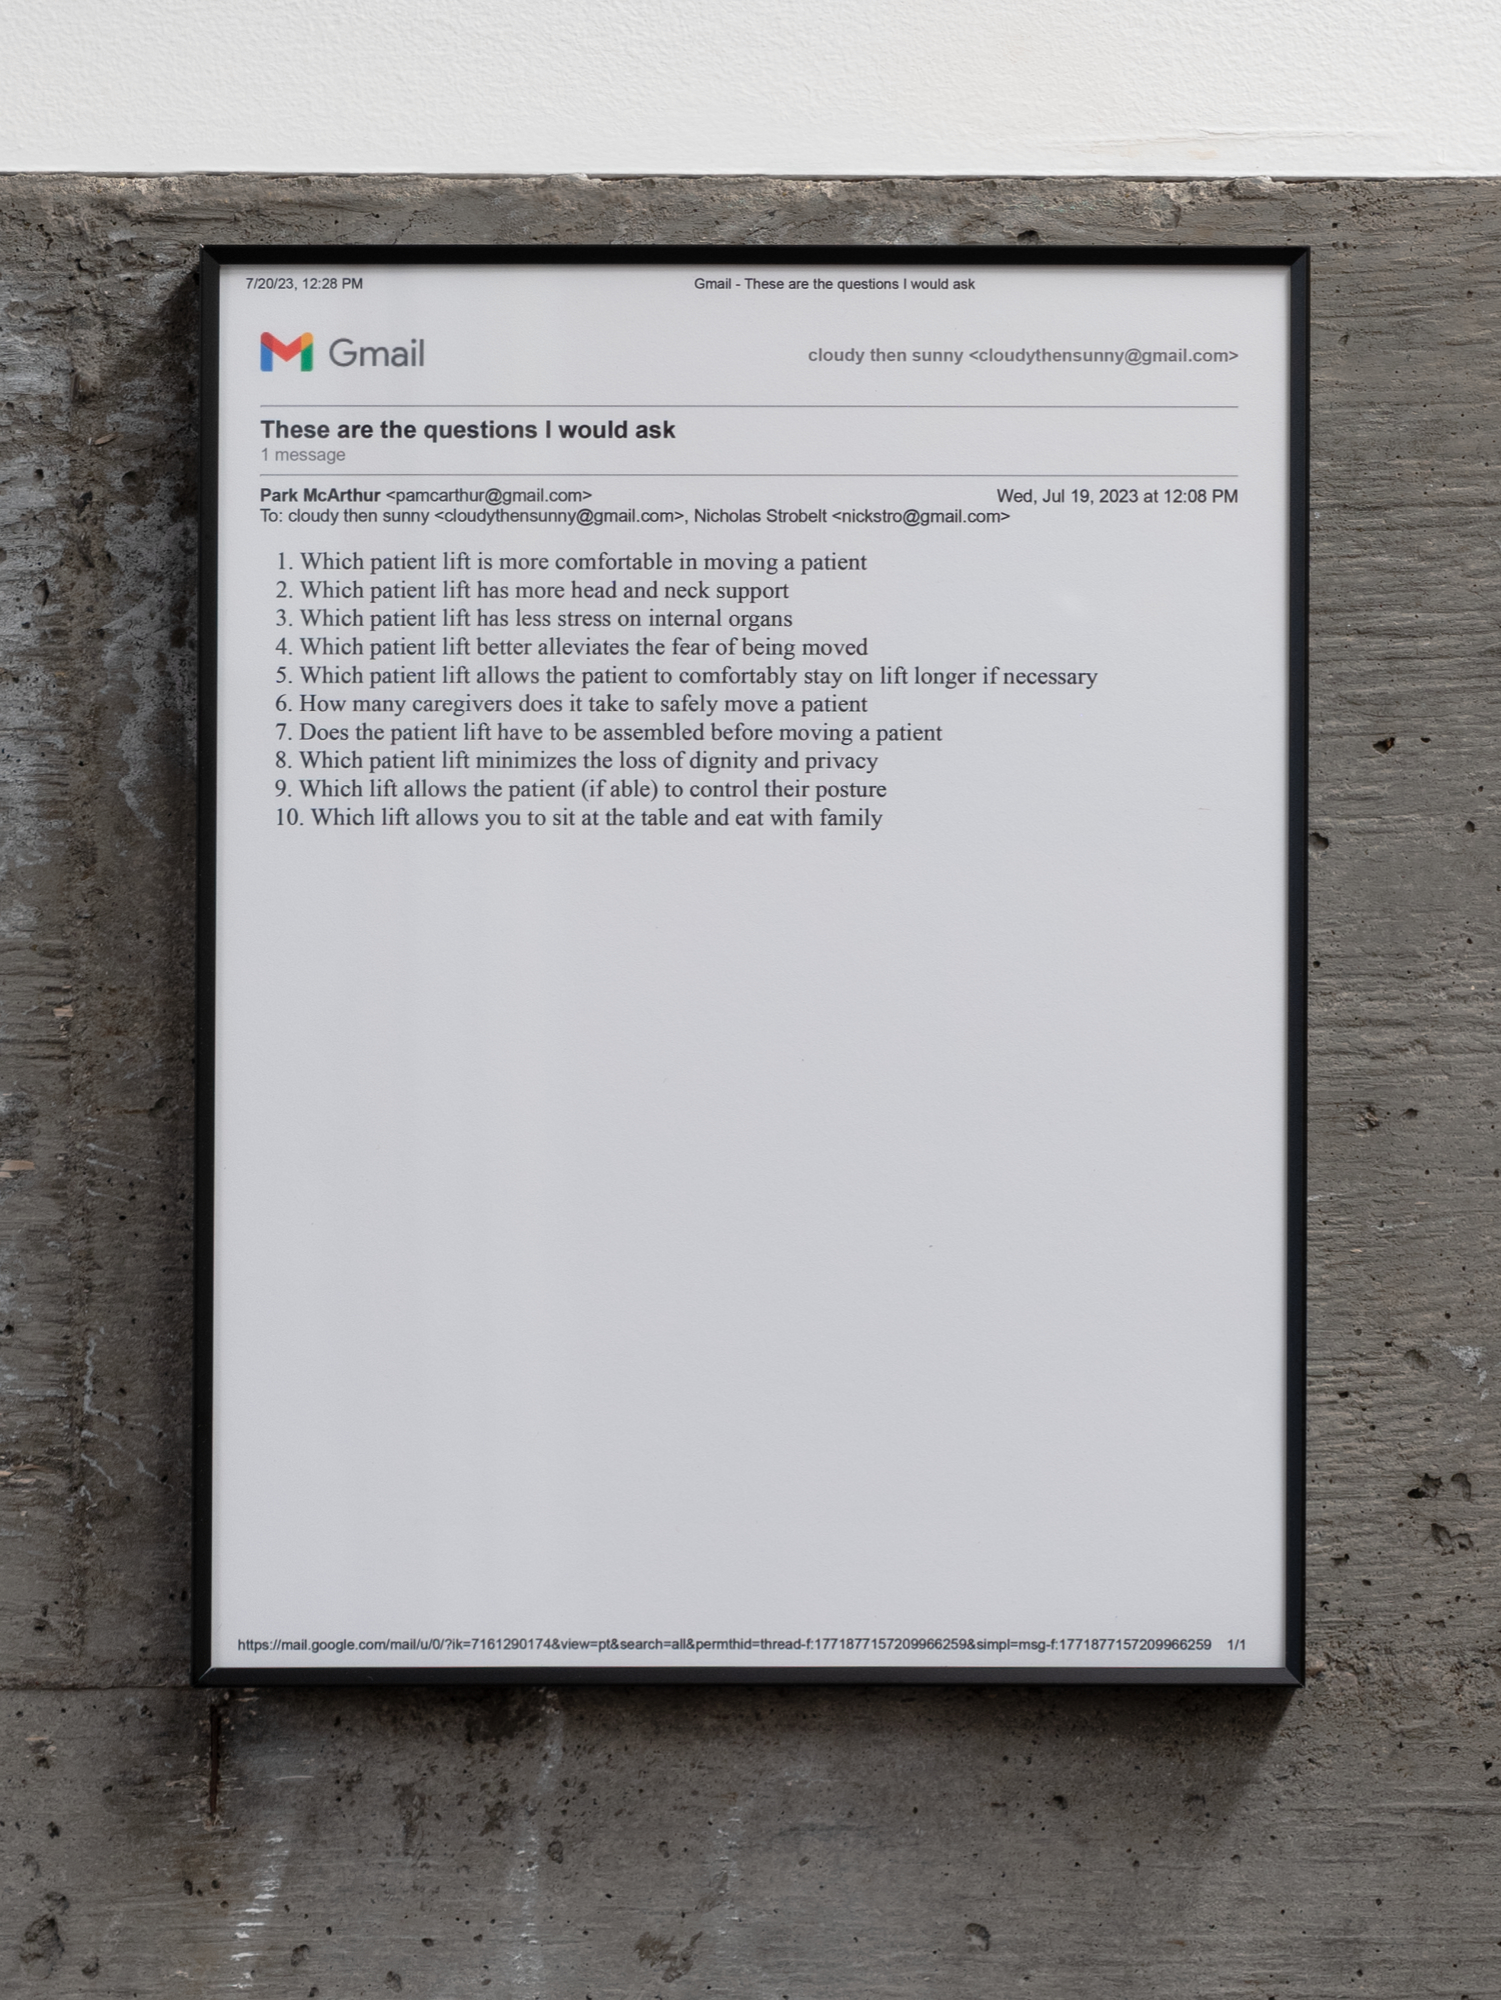 7/20/23, 12:28 PM Gmail - These are the questions I would ask
Gmail cloudy then sunny <cloudythensunny@gmail.com>
These are the questions I would ask
1 message
Park McArthur <pamcarthur@gmail.com> Wed, Jul 19, 2023 at 12:08 PM
To: cloudy then sunny <cloudythensunny@gmail.com>, Nicholas Strobelt <nickstro@gmail.com>
1. Which patient lift is more comfortable in moving a patient
2. Which patient lift has more head and neck support
3. Which patient lift has less stress on internal organs
4. Which patient lift better alleviates the fear of being moved
5. Which patient lift allows the patient to comfortably stay on lift longer if necessary
6. How many caregivers does it take to safely move a patient
7. Does the patient lift have to be assembled before moving a patient
8. Which patient lift minimizes the loss of dignity and privacy
9. Which lift allows the patient (if able) to control their posture
10. Which lift allows you to sit at the table and eat with family
https://mail.google.com/mail/u/0/?ik=7161290174&view=pt&search=all&permthid=thread-f:1771877157209966259&simpl=msg-f:1771877157209966259 1/1